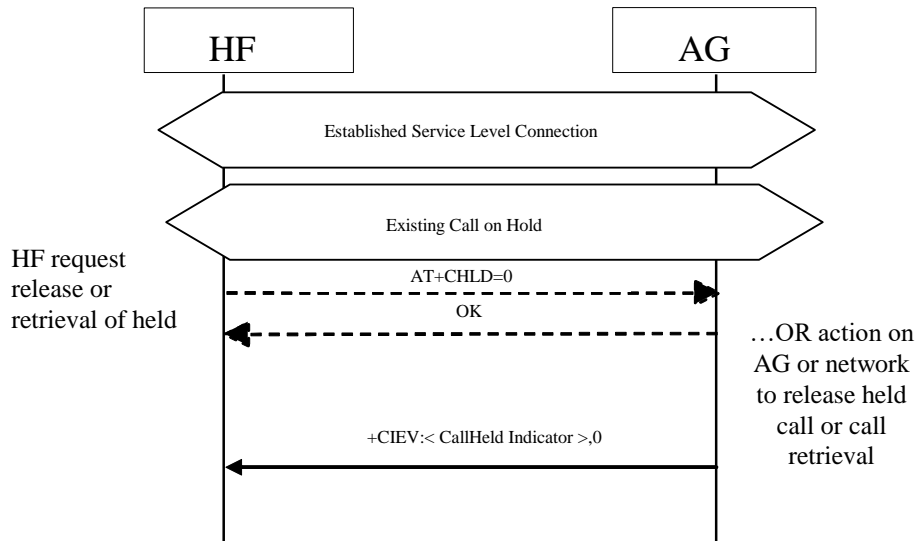 HF
AG
Established Service Level Connection
Existing Call on Hold
HF request
release or
retrieval of held
AT+CHLD=0
OK
…OR action on
AG or network
to release held
call or call
retrieval
+CIEV:< CallHeld Indicator >,0